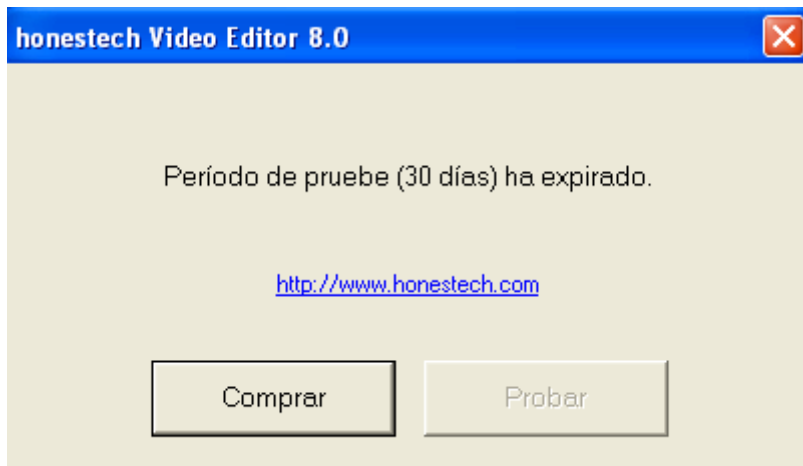 honestech Video Editor 8.0
Período de pruebe (30 días) ha expirado.
http://www.honestech.com
Comprar Probar